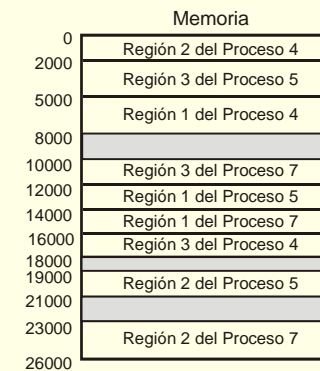 Memoria
0
Región 2 del Proceso 4
2000
Región 3 del Proceso 5
5000
Región 1 del Proceso 4
8000
10000
Región 3 del Proceso 7
12000
Región 1 del Proceso 5
14000
Región 1 del Proceso 7
16000
Región 3 del Proceso 4
18000
19000
Región 2 del Proceso 5
21000
23000
Región 2 del Proceso 7
26000